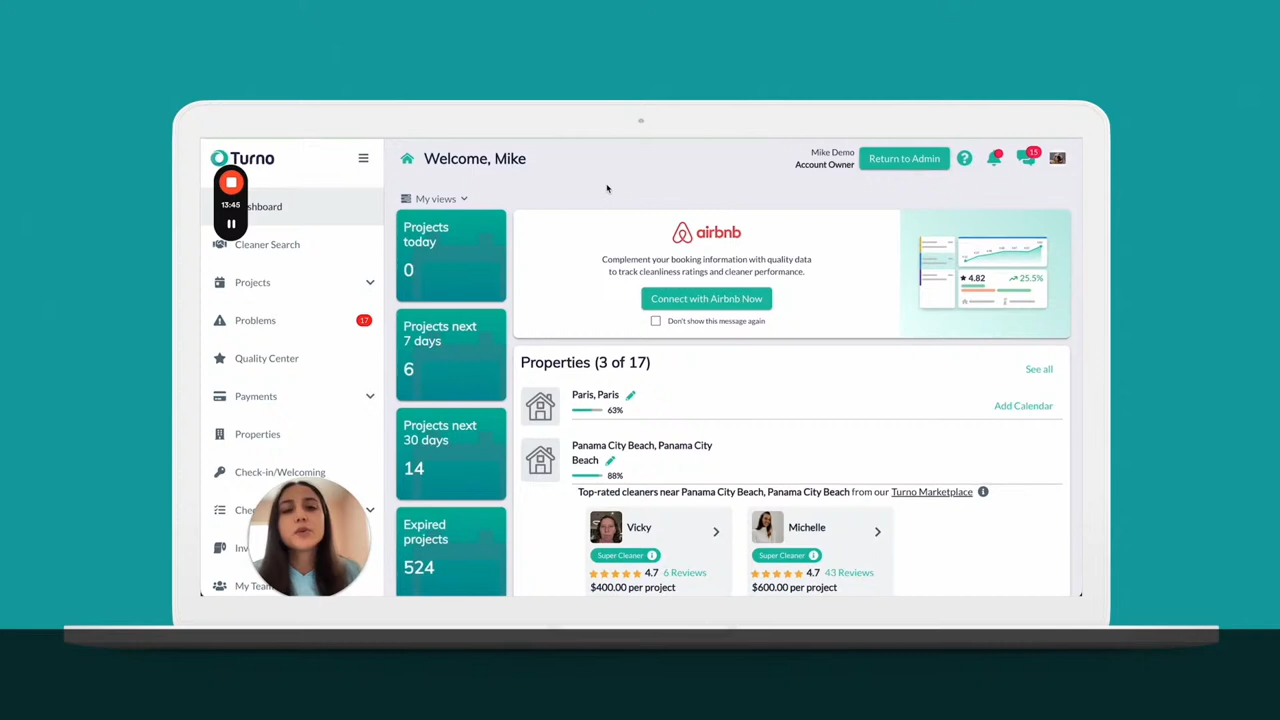 Turno
13:45
shboard
Cleaner Search
Projects
Problems
17
Quality Center
Payments
Properties
Check-in/Welcoming
Che
Inv
My Team
Welcome, Mike
Mike Demo
Account Owner
Return to Admin
?
15
My views
Projects
today
0
Projects next
7 days
6
Projects next
30 days
14
Expired
projects
524
airbnb
Complement your booking information with quality data
to track cleanliness ratings and cleaner performance.
Connect with Airbnb Now
Don't show this message again
4.82
25.5%
Properties (3 of 17)
See all
Paris, Paris
63%
Add Calendar
Panama City Beach, Panama City
Beach
88%
Top-rated cleaners near Panama City Beach, Panama City Beach from our Turno Marketplace
Vicky
Super Cleaner
4.7 6 Reviews
$400.00 per project
Michelle
Super Cleaner
4.7 43 Reviews
$600.00 per project